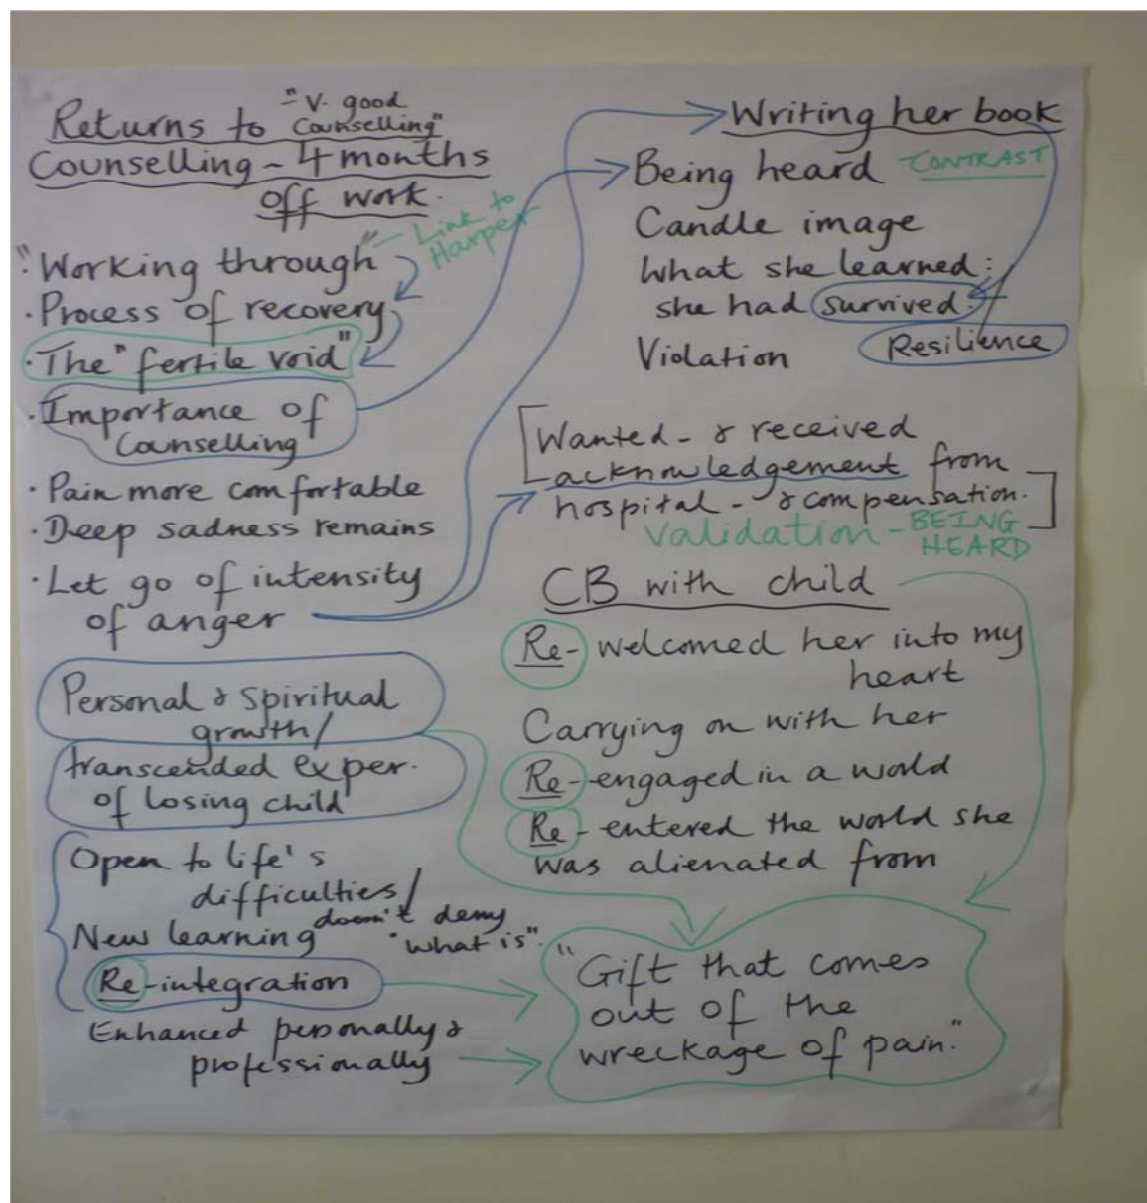 Returns to
- "V. good
Counselling"
Counselling - 4 months
off work.
"Working through"
- Link to
Harper
· Process of recovery
· The "fertile void"
· Importance of
Counselling
· Pain more comfortable
· Deep sadness remains
· Let go of intensity
of anger
Personal & spiritual
growth /
transcended exper.
of losing child
Open to life's
difficulties /
New learning
doesn't deny
"what is".
Re-integration
Enhanced personally &
professionally
Writing her book
Being heard
- CONTRAST
Candle image
What she learned:
she had survived.
Resilience
Violation
Wanted - & received
acknowledgement from
hospital - & compensation.
Validation - BEING
HEARD
CB with child
Re- welcomed her into my
heart
Carrying on with her
Re- engaged in a world
Re- entered the world she
was alienated from
"Gift that comes
out of the
wreckage of pain."